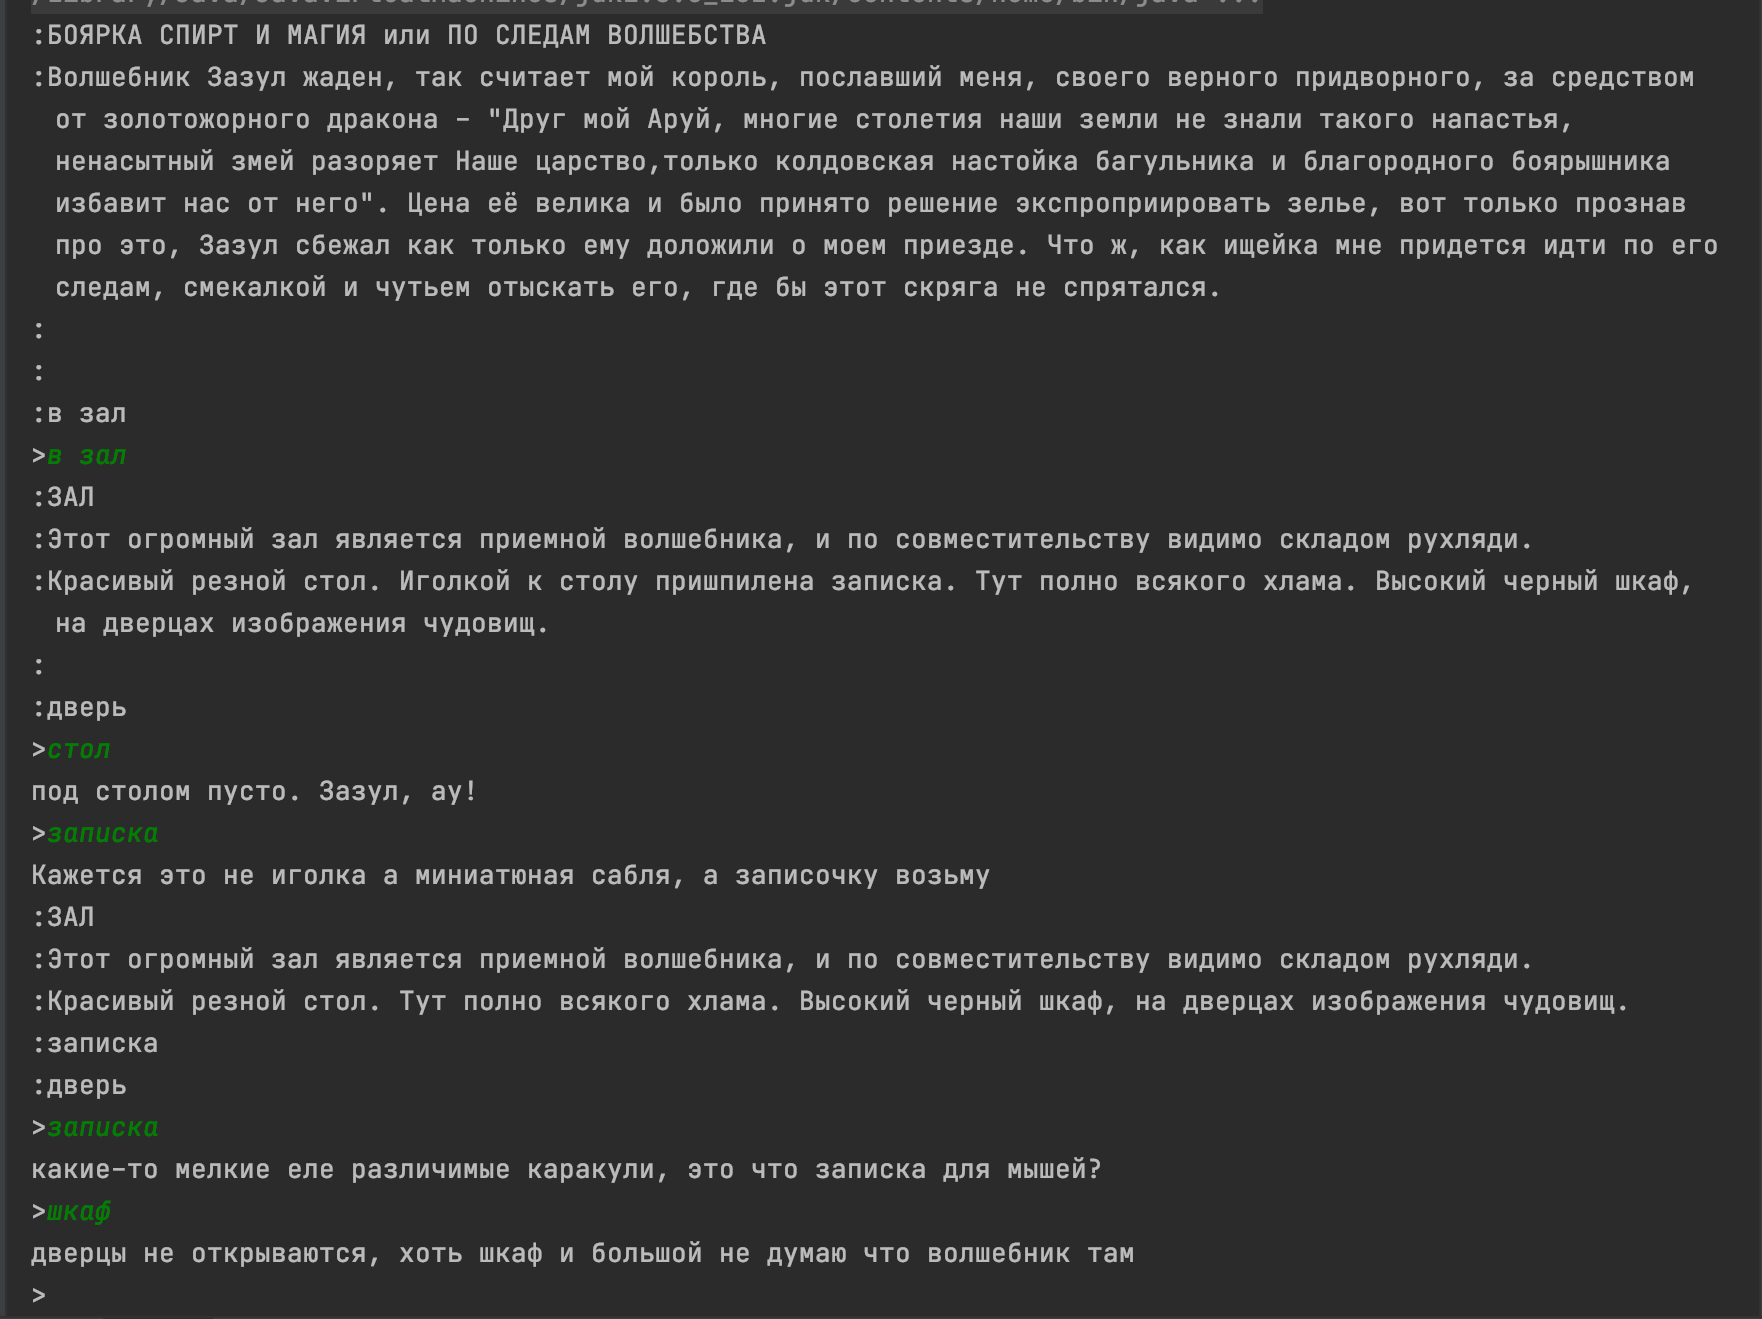 :БОЯРКА СПИРТ И МАГИЯ или ПО СЛЕДАМ ВОЛШЕБСТВА
:Волшебник Зазул жаден, так считает мой король, пославший меня, своего верного придворного, за средством
от золотожорного дракона - "Друг мой Аруй, многие столетия наши земли не знали такого напастья,
ненасытный змей разоряет Наше царство,только колдовская настойка багульника и благородного боярышника
избавит нас от него". Цена её велика и было принято решение экспроприировать зелье, вот только прознав
про это, Зазул сбежал как только ему доложили о моем приезде. Что ж, как ищейка мне придется идти по его
следам, смекалкой и чутьем отыскать его, где бы этот скряга не спрятался.
:
:
:в зал
>в зал
:ЗАЛ
:Этот огромный зал является приемной волшебника, и по совместительству видимо складом рухляди.
:Красивый резной стол. Иголкой к столу пришпилена записка. Тут полно всякого хлама. Высокий черный шкаф,
на дверцах изображения чудовищ.
:
:дверь
>стол
под столом пусто. Зазул, ау!
>записка
Кажется это не иголка а миниатюная сабля, а записочку возьму
:ЗАЛ
:Этот огромный зал является приемной волшебника, и по совместительству видимо складом рухляди.
:Красивый резной стол. Тут полно всякого хлама. Высокий черный шкаф, на дверцах изображения чудовищ.
:записка
:дверь
>записка
какие-то мелкие еле различимые каракули, это что записка для мышей?
>шкаф
дверцы не открываются, хоть шкаф и большой не думаю что волшебник там
>